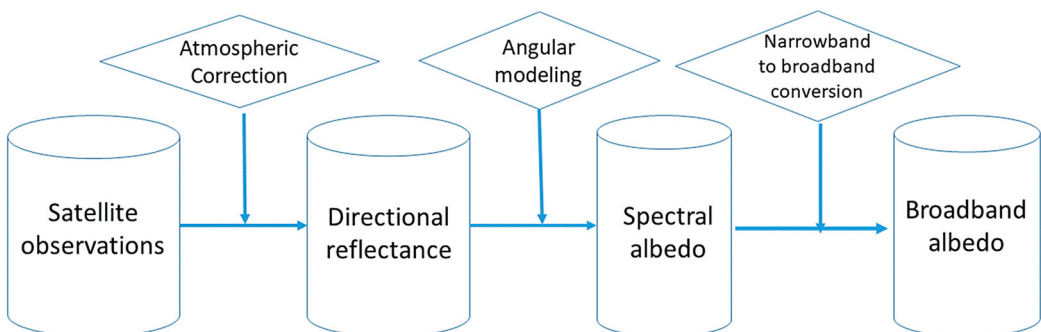 Atmospheric
Correction
Angular
modeling
Narrowband
to broadband
conversion
Satellite
observations
Directional
reflectance
Spectral
albedo
Broadband
albedo